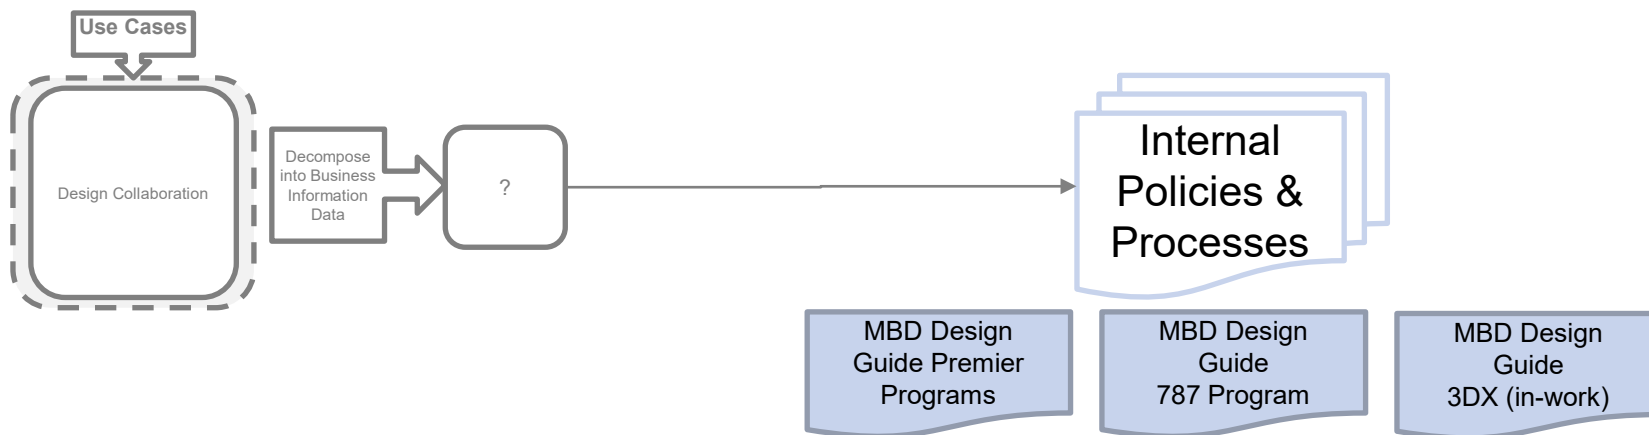 Use Cases
Design Collaboration
Decompose
into Business
Information
Data
?
Internal
Policies &
Processes
MBD Design
Guide Premier
Programs
MBD Design
Guide
787 Program
MBD Design
Guide
3DX (in-work)